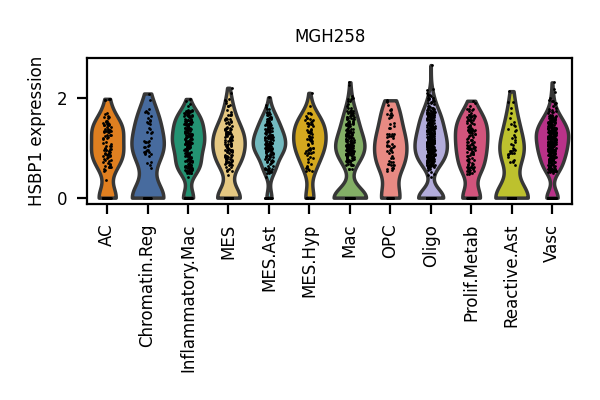 MGH258
HSBP1 expression
2
0
AC
Chromatin.Reg
Inflammatory.Mac
MES
MES.Ast
MES.Hyp
Mac
OPC
Oligo
Prolif.Metab
Reactive.Ast
Vasc